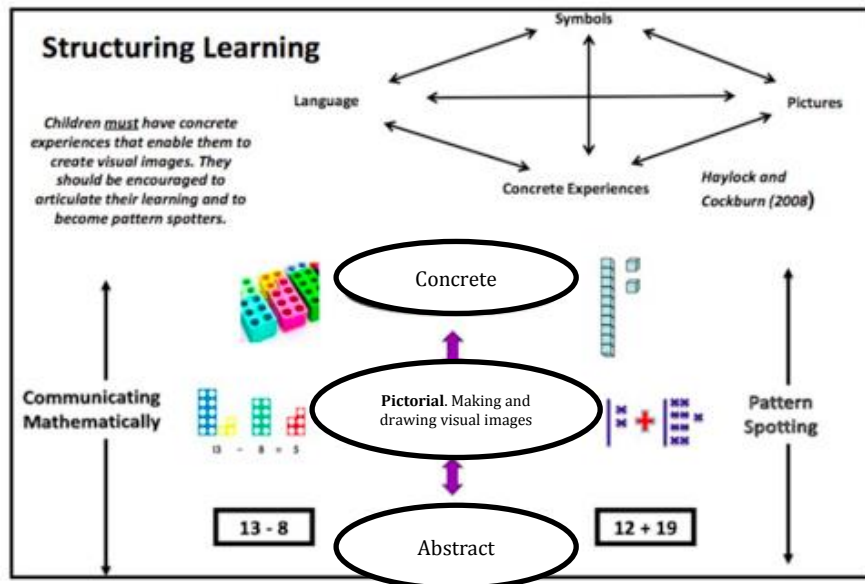 Structuring Learning
Symbols
Language
Pictures
Concrete Experiences
Children must have concrete
experiences that enable them to
create visual images. They
should be encouraged to
articulate their learning and to
become pattern spotters.
Haylock and
Cockburn (2008)
Concrete
Communicating
Mathematically
Pictorial. Making and
drawing visual images
Pattern
Spotting
13 - 8 = 5
13 - 8
12 + 19
Abstract